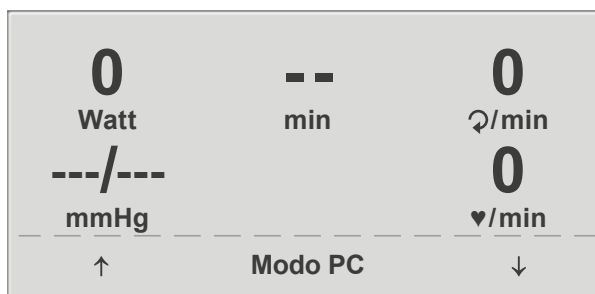 0 -- 0
Watt min ↻/min
---/--- 0
mmHg ♥/min
↑ Modo PC ↓